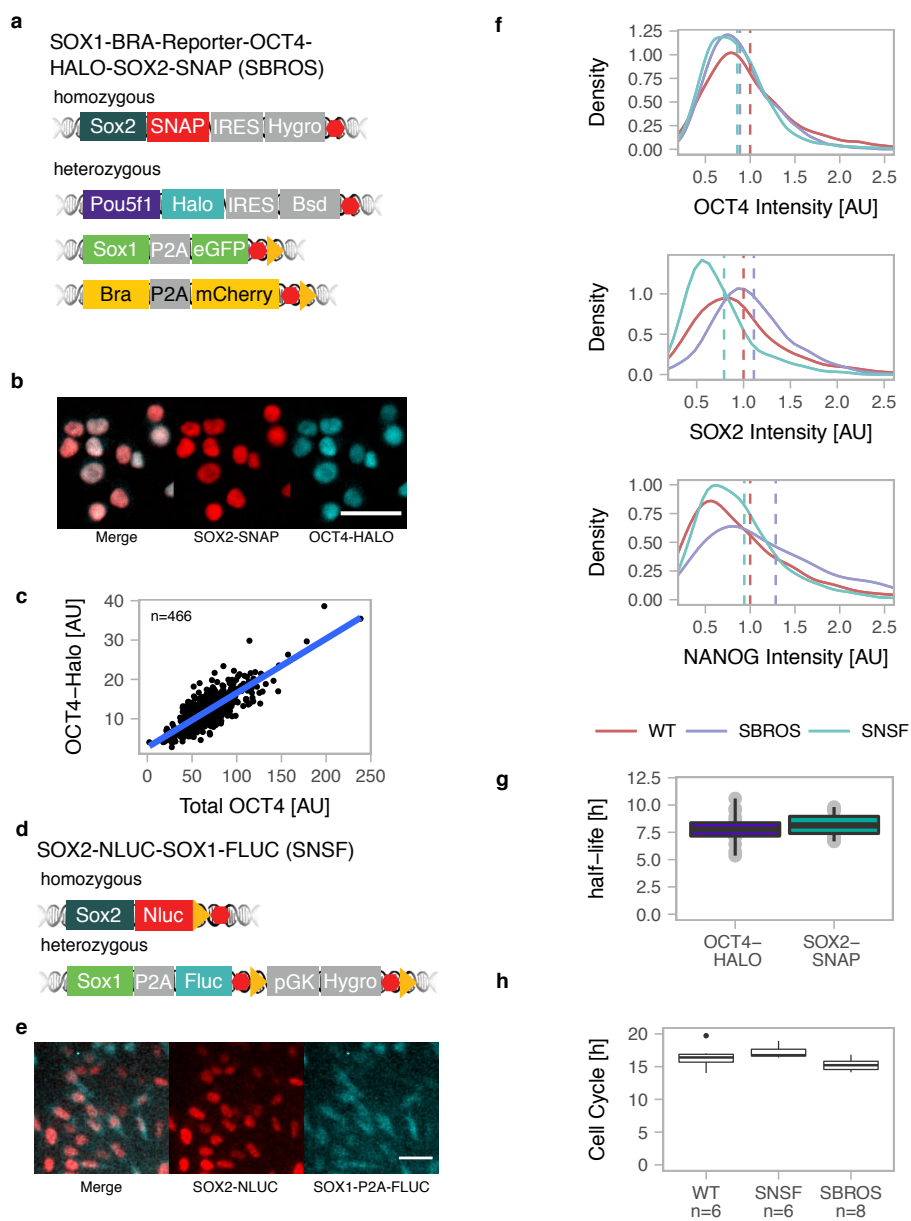 a
SOX1-BRA-Reporter-OCT4-
HALO-SOX2-SNAP (SBROS)
homozygous
Sox2 SNAP IRES Hygro
heterozygous
Pou5f1 Halo IRES Bsd
Sox1 P2A eGFP
Bra P2A mCherry
b
Merge SOX2-SNAP OCT4-HALO
c
n=466
OCT4–Halo [AU]
40
30
20
10
0 50 100 150 200 250
Total OCT4 [AU]
d
SOX2-NLUC-SOX1-FLUC (SNSF)
homozygous
Sox2 Nluc
heterozygous
Sox1 P2A Fluc pGK Hygro
e
Merge SOX2-NLUC SOX1-P2A-FLUC
f
Density
1.25
1.00
0.75
0.50
0.25
0.00
0.5 1.0 1.5 2.0 2.5
OCT4 Intensity [AU]
Density
1.0
0.5
0.0
0.5 1.0 1.5 2.0 2.5
SOX2 Intensity [AU]
Density
1.00
0.75
0.50
0.25
0.00
0.5 1.0 1.5 2.0 2.5
NANOG Intensity [AU]
WT SBROS SNSF
g
half–life [h]
12.5
10.0
7.5
5.0
2.5
0.0
OCT4–
HALO
SOX2–
SNAP
h
Cell Cycle [h]
20
15
10
5
0
WT SNSF SBROS
n=6 n=6 n=8